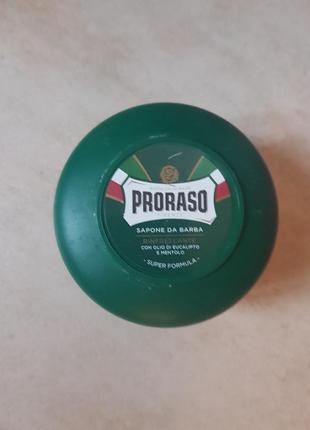 PRORASO
SAPONE DA BARBA
RINFRESCANTE
CON OLIO DI EUCALIPTO
E MENTOLO
- SUPER FORMULA -